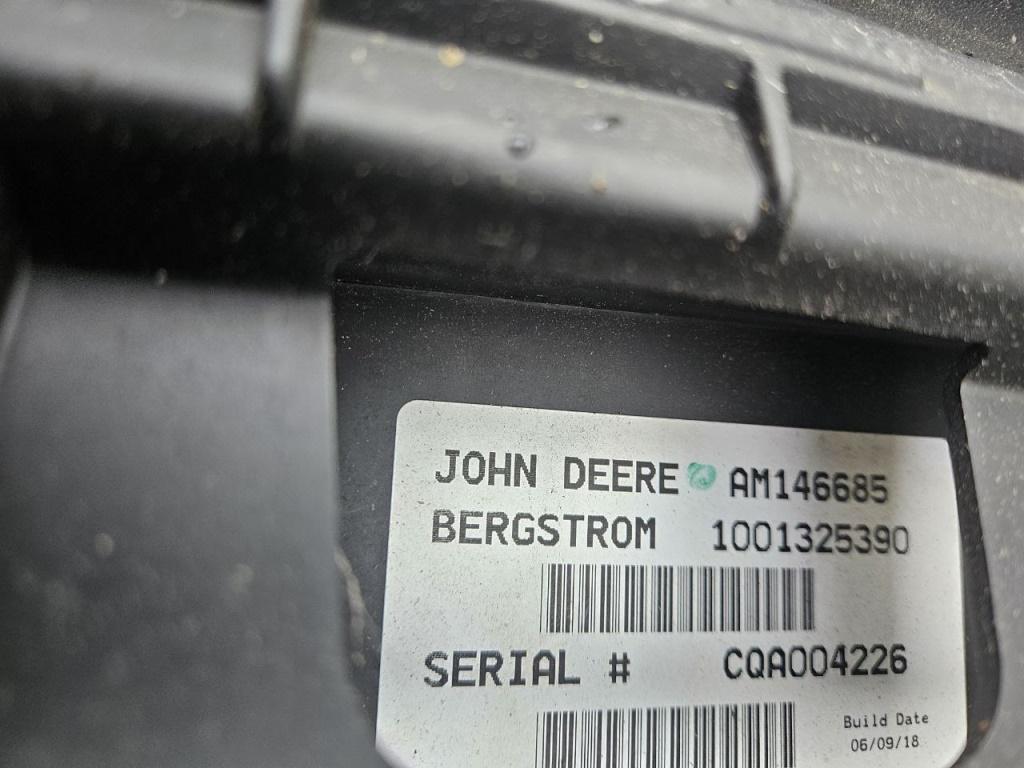 JOHN DEERE AM146685
BERGSTROM 1001325390
SERIAL # CQA004226
Build Date
06/09/18